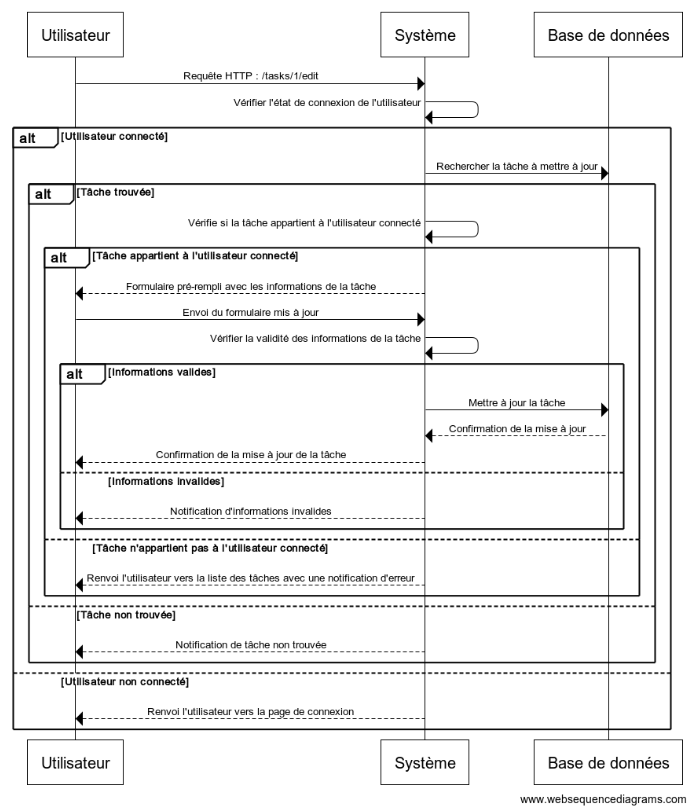 Utilisateur
Système
Base de données
Requête HTTP : /tasks/1/edit
Vérifier l'état de connexion de l'utilisateur
alt
[Utilisateur connecté]
Rechercher la tâche à mettre à jour
alt
[Tâche trouvée]
Vérifie si la tâche appartient à l'utilisateur connecté
alt
[Tâche appartient à l'utilisateur connecté]
Formulaire pré-rempli avec les informations de la tâche
Envoi du formulaire mis à jour
Vérifier la validité des informations de la tâche
alt
[Informations valides]
Mettre à jour la tâche
Confirmation de la mise à jour
Confirmation de la mise à jour de la tâche
[Informations invalides]
Notification d'informations invalides
[Tâche n'appartient pas à l'utilisateur connecté]
Renvoi l'utilisateur vers la liste des tâches avec une notification d'erreur
[Tâche non trouvée]
Notification de tâche non trouvée
[Utilisateur non connecté]
Renvoi l'utilisateur vers la page de connexion
Utilisateur
Système
Base de données
www.websequencediagrams.com